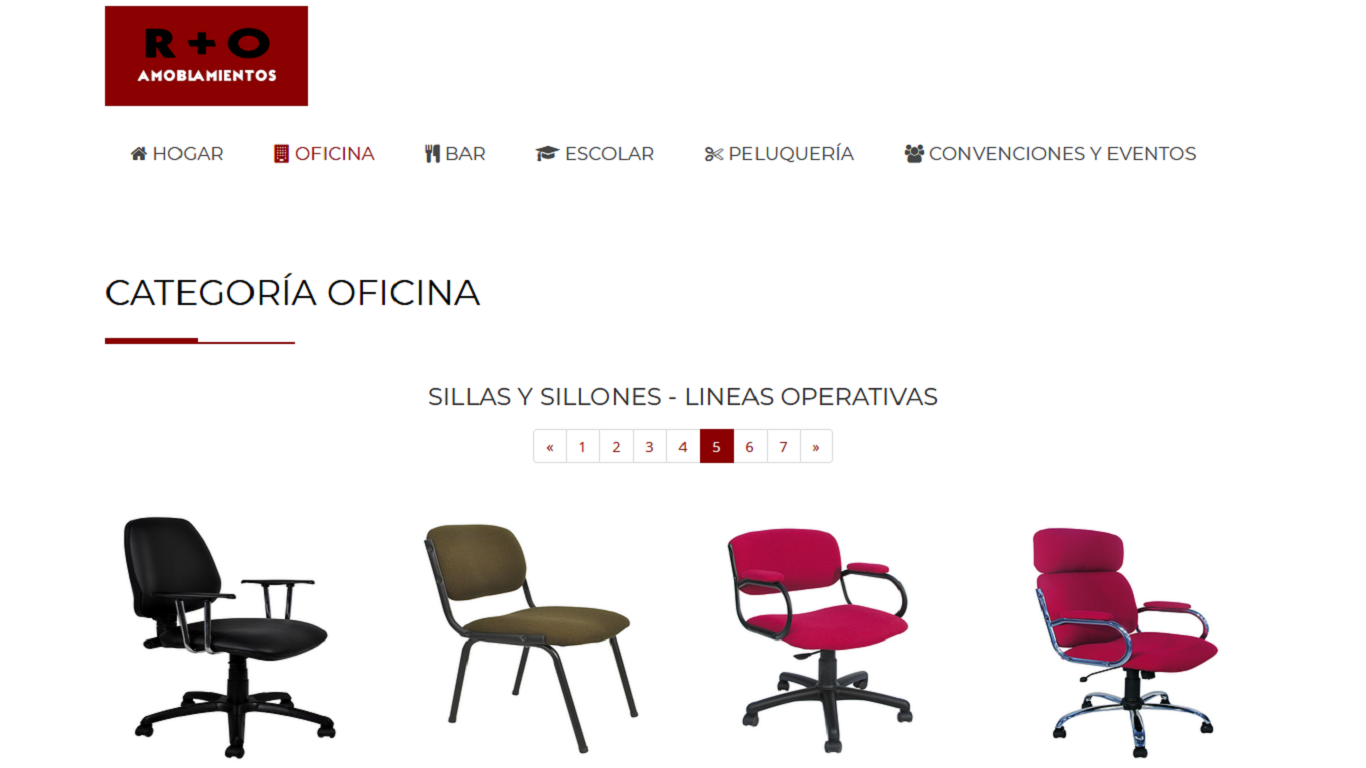 R + O
AMOBLAMIENTOS
HOGAR OFICINA BAR ESCOLAR PELUQUERÍA CONVENCIONES Y EVENTOS
CATEGORÍA OFICINA
SILLAS Y SILLONES - LINEAS OPERATIVAS
« 1 2 3 4 5 6 7 »